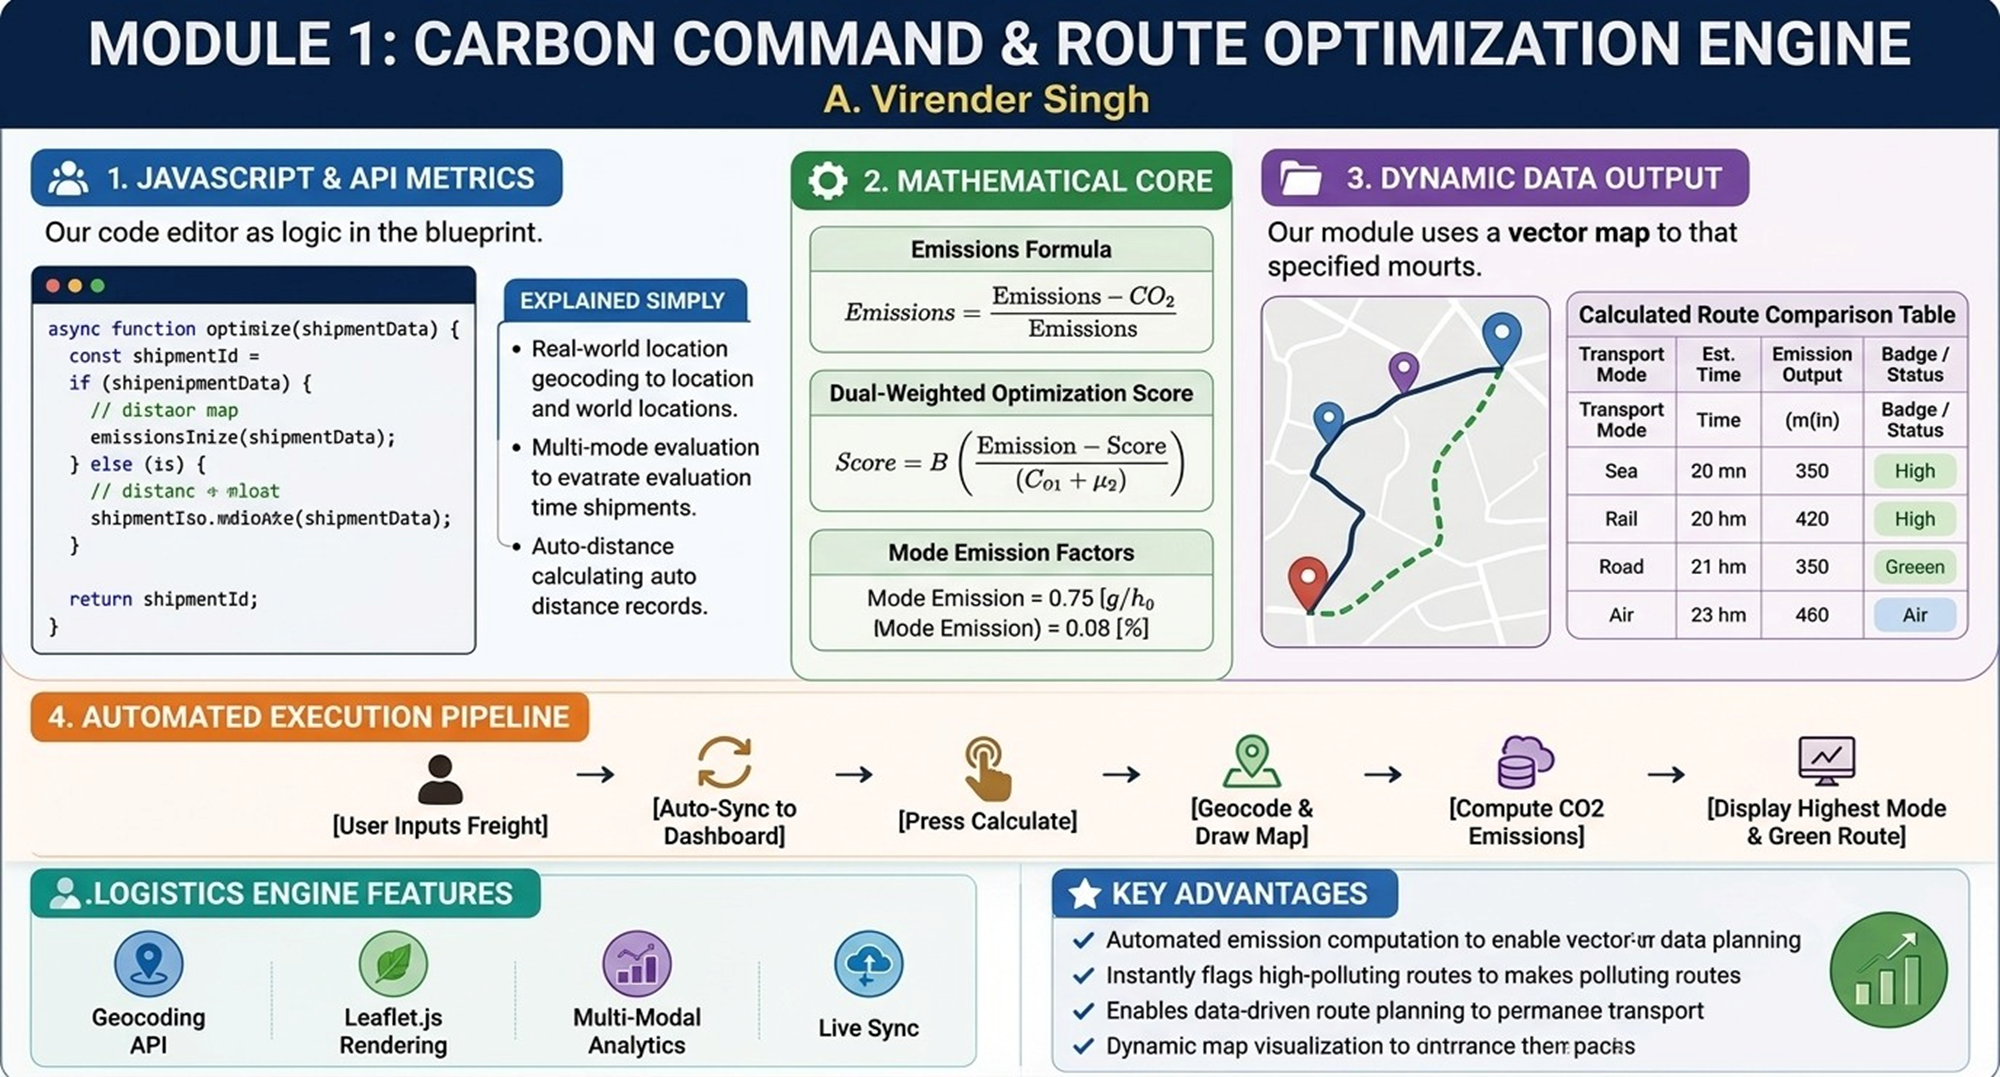 MODULE 1: CARBON COMMAND & ROUTE OPTIMIZATION ENGINE
A. Virender Singh
1. JAVASCRIPT & API METRICS
Our code editor as logic in the blueprint.
async function optimize(shipmentData) {
const shipmentId =
if (shipenipmentData) {
// distaor map
emissionsInize(shipmentData);
} else (is) {
// distanc
shipmentData);
}
return shipmentId;
}
EXPLAINED SIMPLY
• Real-world location
geocoding to location
and world locations.
• Multi-mode evaluation
to evatrate evaluation
time shipments.
• Auto-distance
calculating auto
distance records.
2. MATHEMATICAL CORE
Emissions Formula
Emissions = Emissions – CO₂ / Emissions
Dual-Weighted Optimization Score
Score = B ( Emission – Score / (C₀₁ + μ₂) )
Mode Emission Factors
Mode Emission = 0.75 [g/h₀
(Mode Emission) = 0.08 [%]
3. DYNAMIC DATA OUTPUT
Our module uses a vector map to that
specified mourts.
Calculated Route Comparison Table
Transport Mode Est. Time Emission Output Badge / Status
Transport Mode Time (m(in) Badge / Status
Sea 20 mn 350 High
Rail 20 hm 420 High
Road 21 hm 350 Greeen
Air 23 hm 460 Air
4. AUTOMATED EXECUTION PIPELINE
[User Inputs Freight]
[Auto-Sync to
Dashboard]
[Press Calculate]
[Geocode &
Draw Map]
[Compute CO2
Emissions]
[Display Highest Mode
& Green Route]
.LOGISTICS ENGINE FEATURES
Geocoding
API
Leaflet.js
Rendering
Multi-Modal
Analytics
Live Sync
KEY ADVANTAGES
Automated emission computation to enable data planning
Instantly flags high-polluting routes to makes polluting routes
Enables data-driven route planning to permanee transport
Dynamic map visualization to